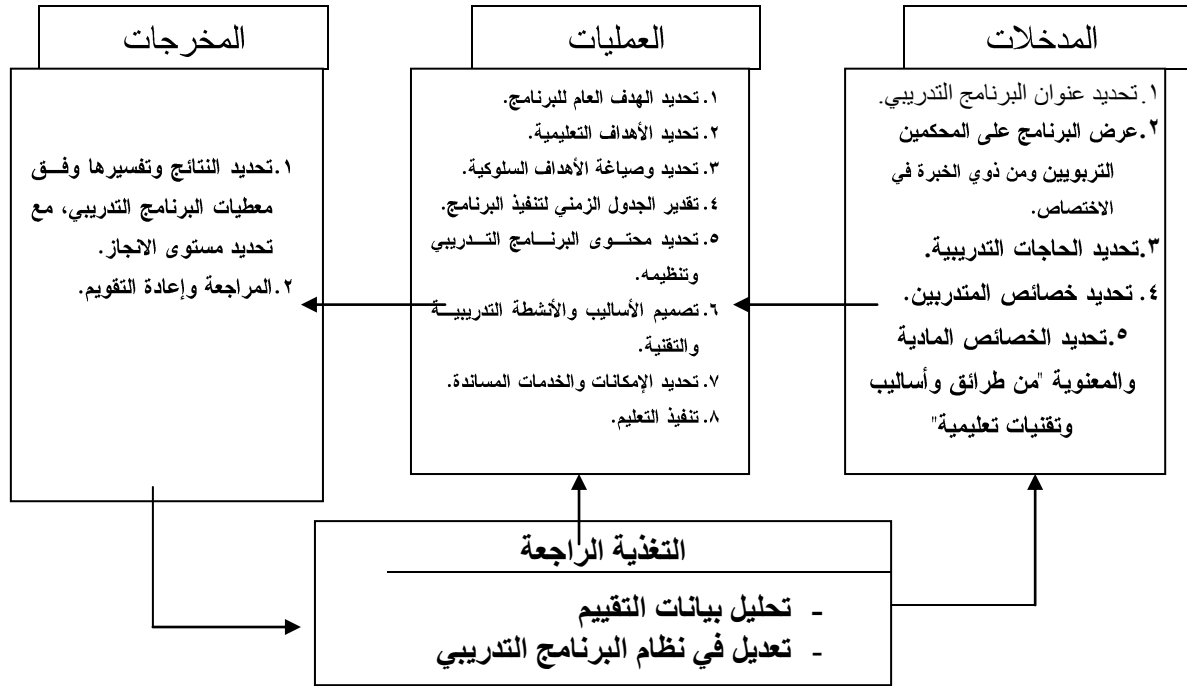 المدخلات
١. تحديد عنوان البرنامج التدريبي.
٢.عرض البرنامج على المحكمين
التربويين ومن ذوي الخبرة في
الاختصاص.
٣.تحديد الحاجات التدريبية.
٤. تحديد خصائص المتدربين.
٥.تحديد الخصائص المادية
والمعنوية "من طرائق وأساليب
وتقنيات تعليمية"
العمليات
١. تحديد الهدف العام للبرنامج.
٢. تحديد الأهداف التعليمية.
٣. تحديد وصياغة الأهداف السلوكية.
٤. تقدير الجدول الزمني لتنفيذ البرنامج.
٥. تحديد محتوى البرنامج التدريبي
وتنظيمه.
٦. تصميم الأساليب والأنشطة التدريبية
والتقنية.
٧. تحديد الإمكانات والخدمات المساندة.
٨. تنفيذ التعليم.
المخرجات
١. تحديد النتائج وتفسيرها وفق
معطيات البرنامج التدريبي، مع
تحديد مستوى الانجاز.
٢. المراجعة وإعادة التقويم.
التغذية الراجعة
- تحليل بيانات التقييم
- تعديل في نظام البرنامج التدريبي